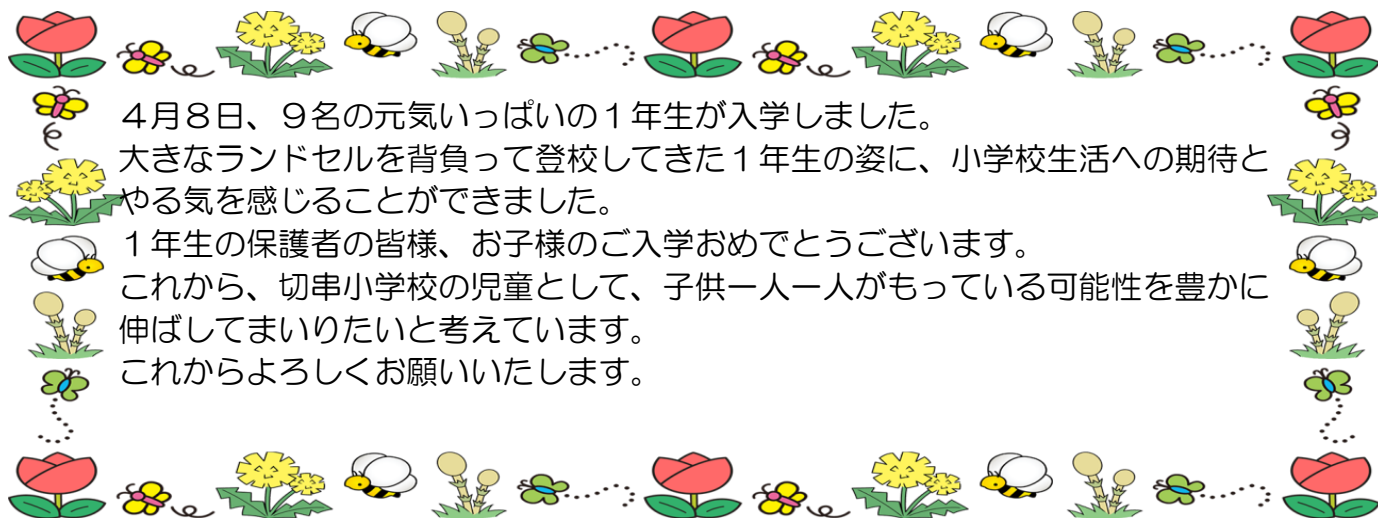 ４月８日、９名の元気いっぱいの１年生が入学しました。
大きなランドセルを背負って登校してきた１年生の姿に、小学校生活への期待と
やる気を感じることができました。
１年生の保護者の皆様、お子様のご入学おめでとうございます。
これから、切串小学校の児童として、子供一人一人がもっている可能性を豊かに
伸ばしてまいりたいと考えています。
これからよろしくお願いいたします。